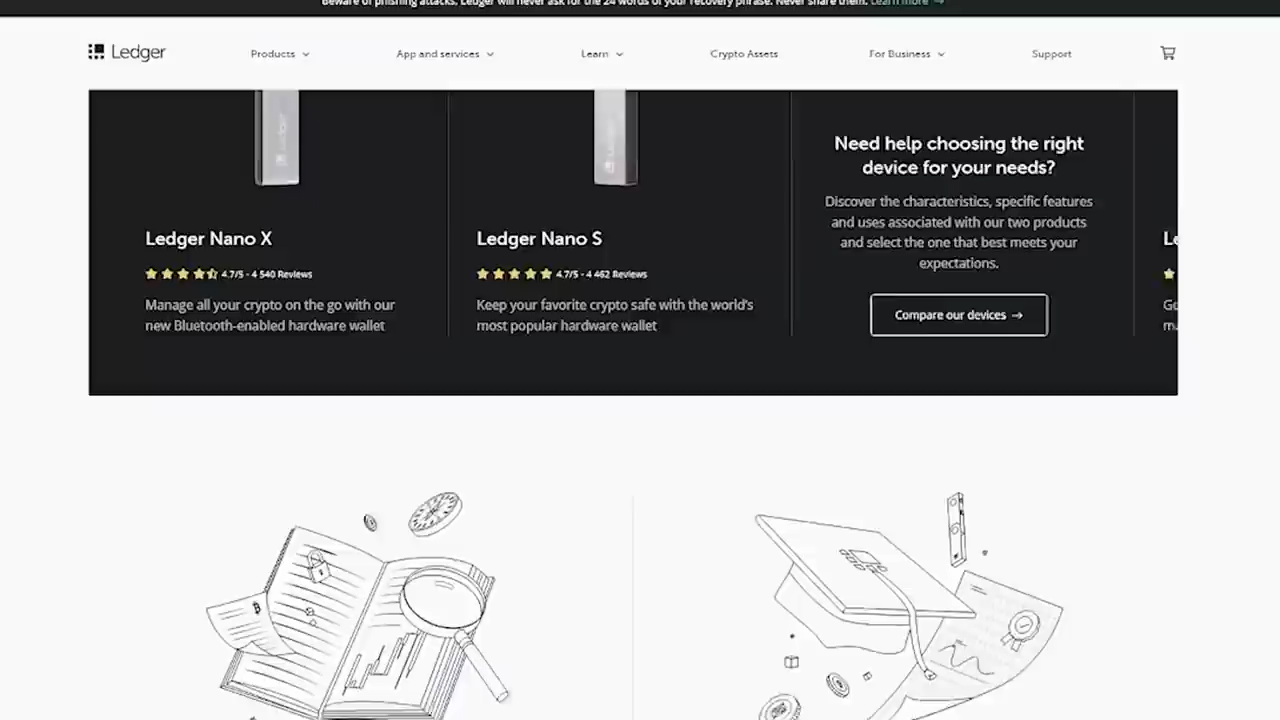 Beware of phishing attacks, Ledger will never ask for the 24 words of your recovery phrase. Never share them. Learn more →
Ledger
Products
App and services
Learn
Crypto Assets
For Business
Support
Need help choosing the right
device for your needs?
Discover the characteristics, specific features
and uses associated with our two products
and select the one that best meets your
expectations.
Compare our devices →
Ledger Nano X
4.7/5 - 4 540 Reviews
Manage all your crypto on the go with our
new Bluetooth-enabled hardware wallet
Ledger Nano S
4.7/5 - 4 462 Reviews
Keep your favorite crypto safe with the world's
most popular hardware wallet